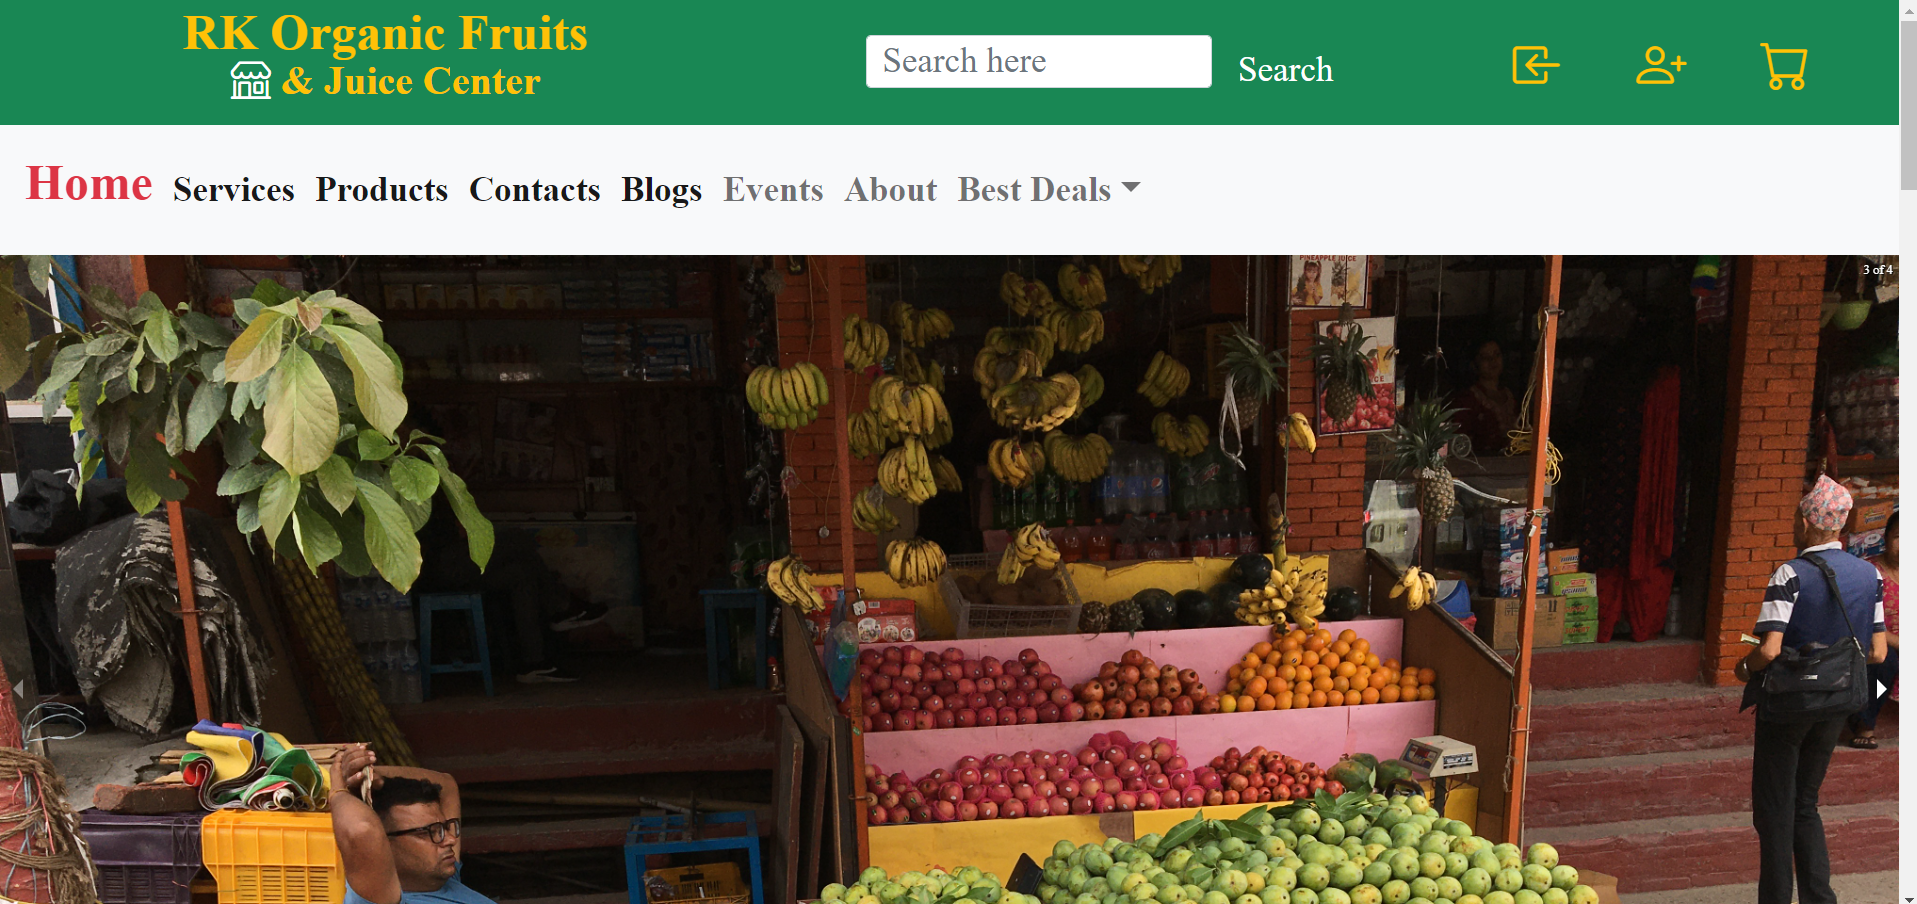 RK Organic Fruits
& Juice Center
Search here
Search
Home Services Products Contacts Blogs Events About Best Deals
3 of 4
PINEAPPLE JUICE